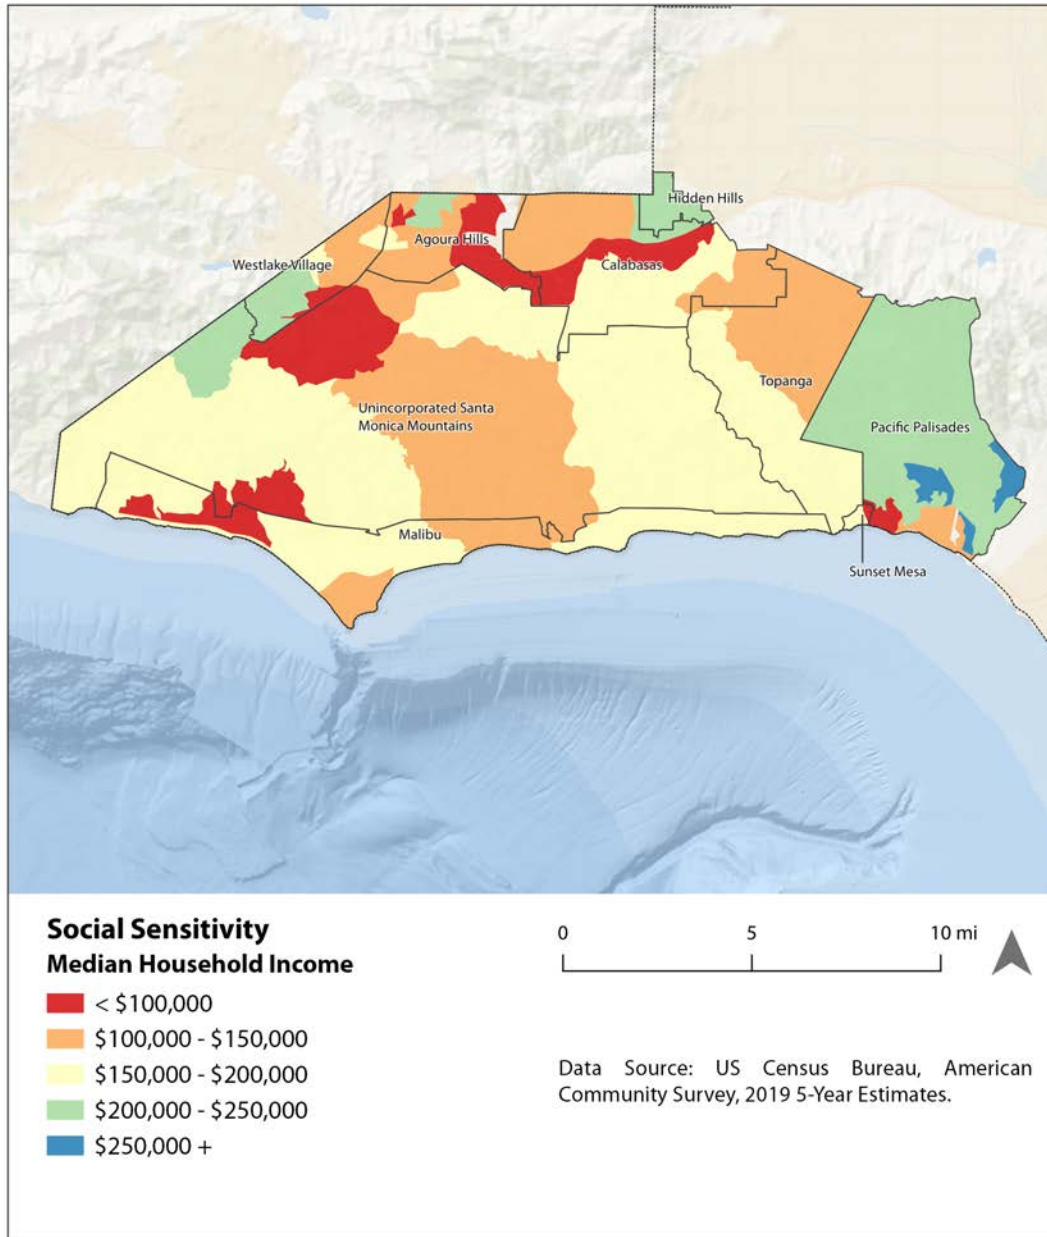 Hidden Hills
Agoura Hills
Westlake Village
Calabasas
Topanga
Unincorporated Santa
Monica Mountains
Pacific Palisades
Malibu
Sunset Mesa
Social Sensitivity
Median Household Income
< $100,000
$100,000 - $150,000
$150,000 - $200,000
$200,000 - $250,000
$250,000 +
0 5 10 mi
Data Source: US Census Bureau, American
Community Survey, 2019 5-Year Estimates.